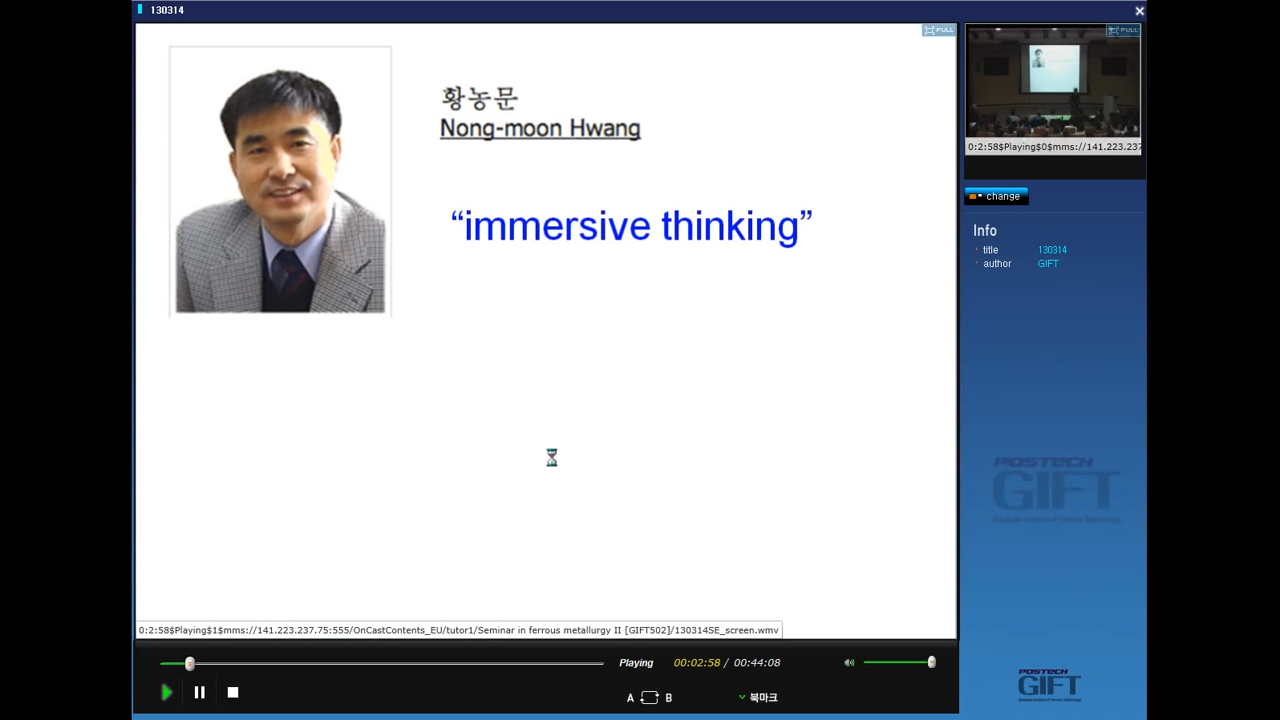 130314
FULL
황농문
Nong-moon Hwang
“immersive thinking”
0:2:58$Playing$1$mms://141.223.237.75:555/OnCastContents_EU/tutor1/Seminar in ferrous metallurgy II [GIFT502]/130314SE_screen.wmv
Playing
00:02:58 / 00:44:08
A B
북마크
FULL
0:2:58$Playing$0$mms://141.223.237
change
Info
title 130314
author GIFT
POSTECH
GIFT
POSTECH
GIFT